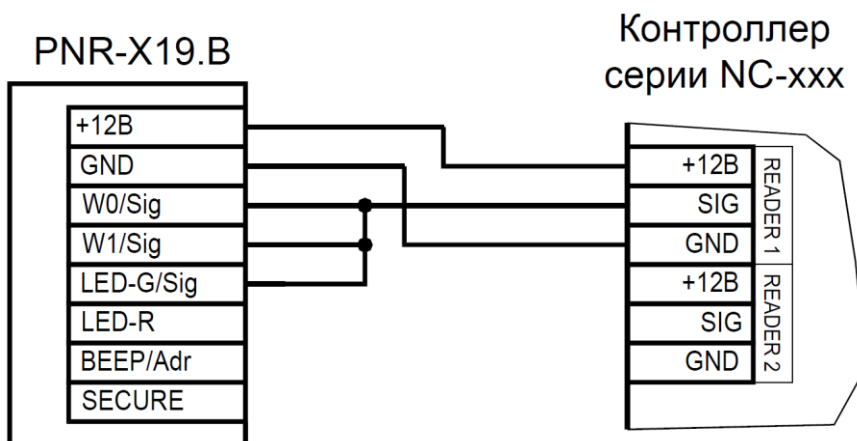 PNR-X19.B
+12В
GND
W0/Sig
W1/Sig
LED-G/Sig
LED-R
BEEP/Adr
SECURE
Контроллер
серии NC-xxx
+12В
SIG
GND
READER 1
+12В
SIG
GND
READER 2